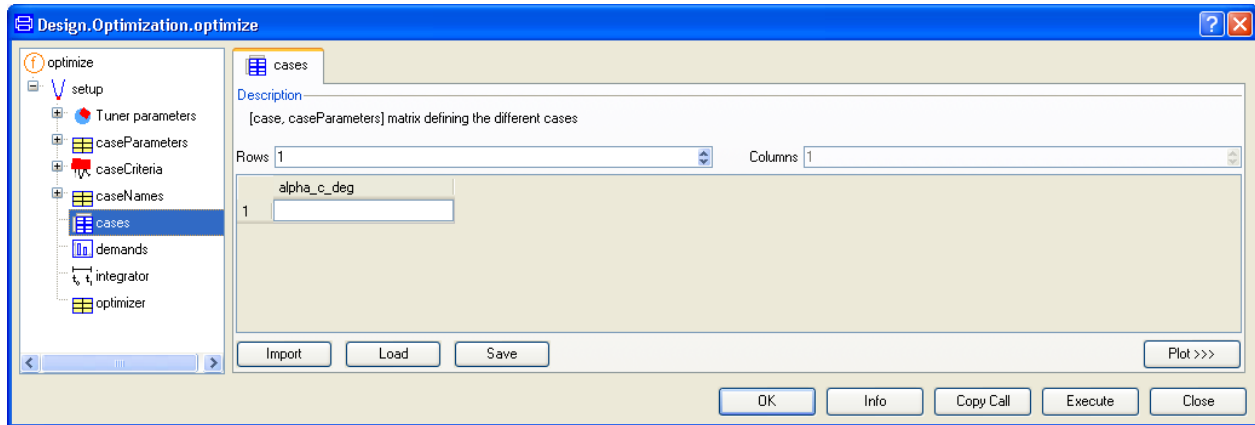 Design.Optimization.optimize
optimize
setup
Tuner parameters
caseParameters
caseCriteria
caseNames
cases
demands
integrator
optimizer
cases
Description
[case, caseParameters] matrix defining the different cases
Rows 1 Columns 1
alpha_c_deg
1
Import Load Save Plot >>>
OK Info Copy Call Execute Close